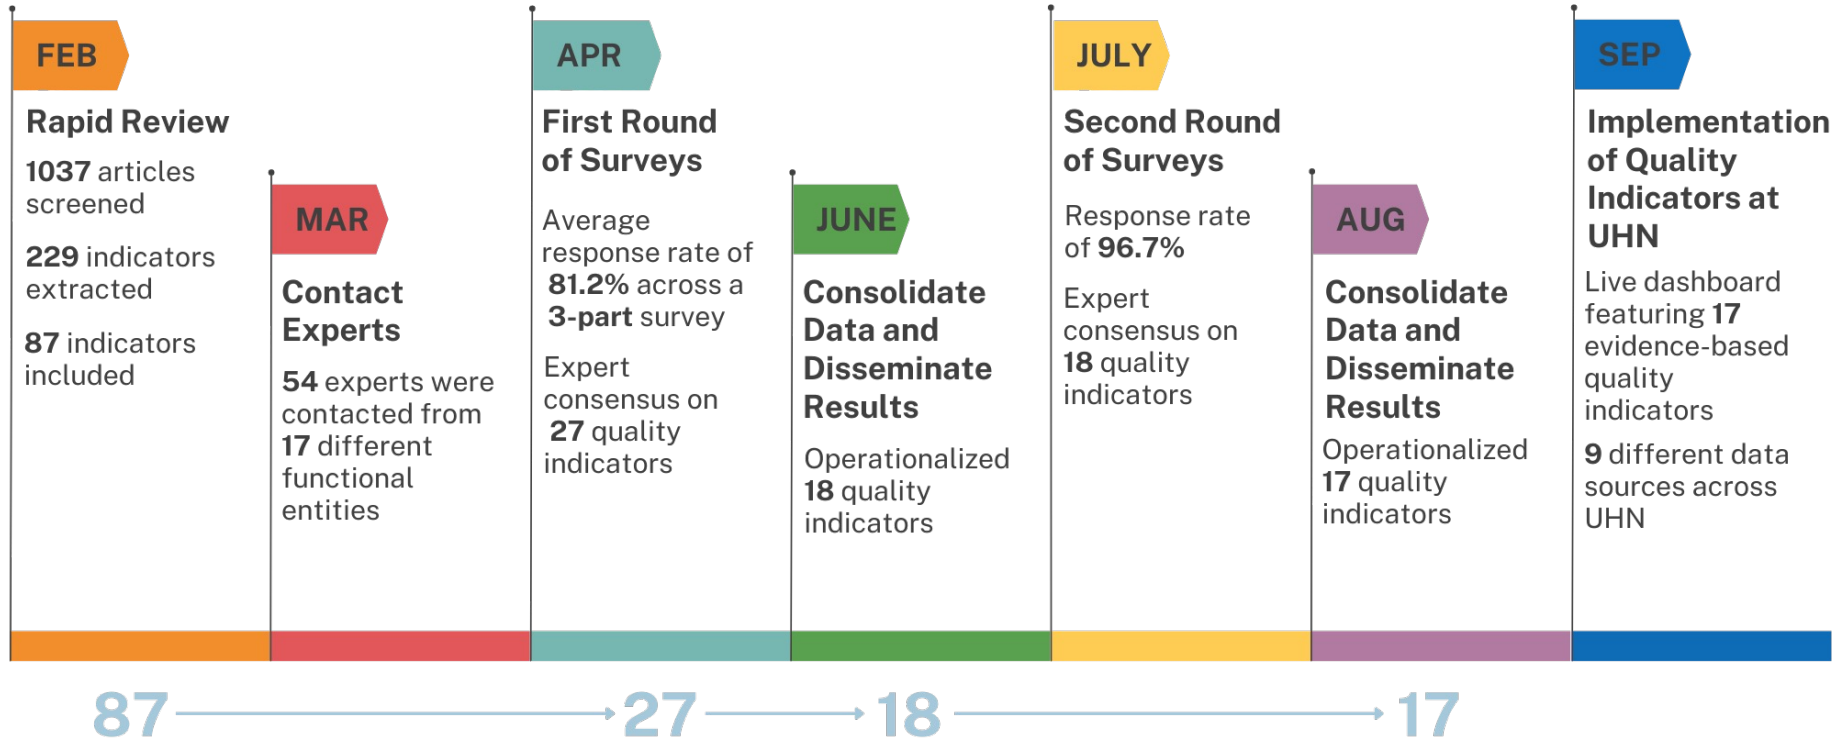 FEB
Rapid Review
1037 articles
screened
229 indicators
extracted
87 indicators
included
MAR
Contact
Experts
54 experts were
contacted from
17 different
functional
entities
APR
First Round
of Surveys
Average
response rate of
81.2% across a
3-part survey
Expert
consensus on
27 quality
indicators
JUNE
Consolidate
Data and
Disseminate
Results
Operationalized
18 quality
indicators
JULY
Second Round
of Surveys
Response rate
of 96.7%
Expert
consensus on
18 quality
indicators
AUG
Consolidate
Data and
Disseminate
Results
Operationalized
17 quality
indicators
SEP
Implementation
of Quality
Indicators at
UHN
Live dashboard
featuring 17
evidence-based
quality
indicators
9 different data
sources across
UHN
87 27 18 17